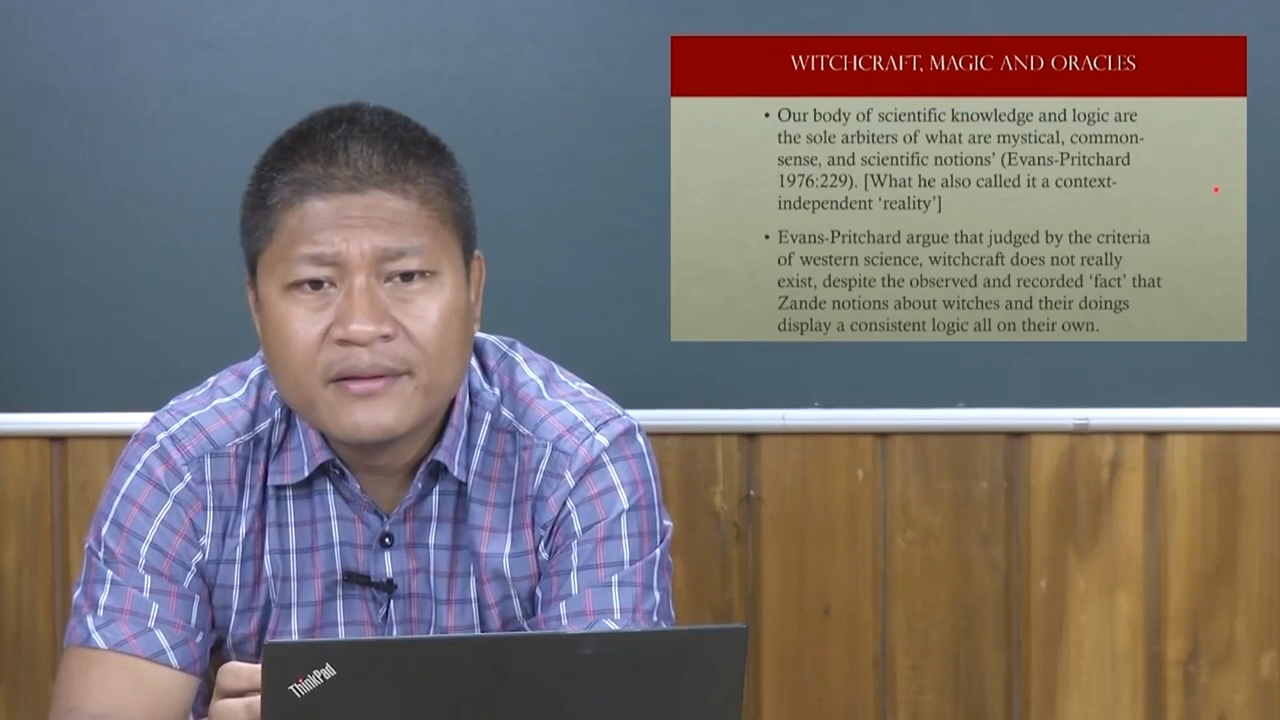 WITCHCRAFT, MAGIC AND ORACLES
• Our body of scientific knowledge and logic are
the sole arbiters of what are mystical, common-
sense, and scientific notions’ (Evans-Pritchard
1976:229). [What he also called it a context-
independent ‘reality’]
• Evans-Pritchard argue that judged by the criteria
of western science, witchcraft does not really
exist, despite the observed and recorded ‘fact’ that
Zande notions about witches and their doings
display a consistent logic all on their own.
ThinkPad